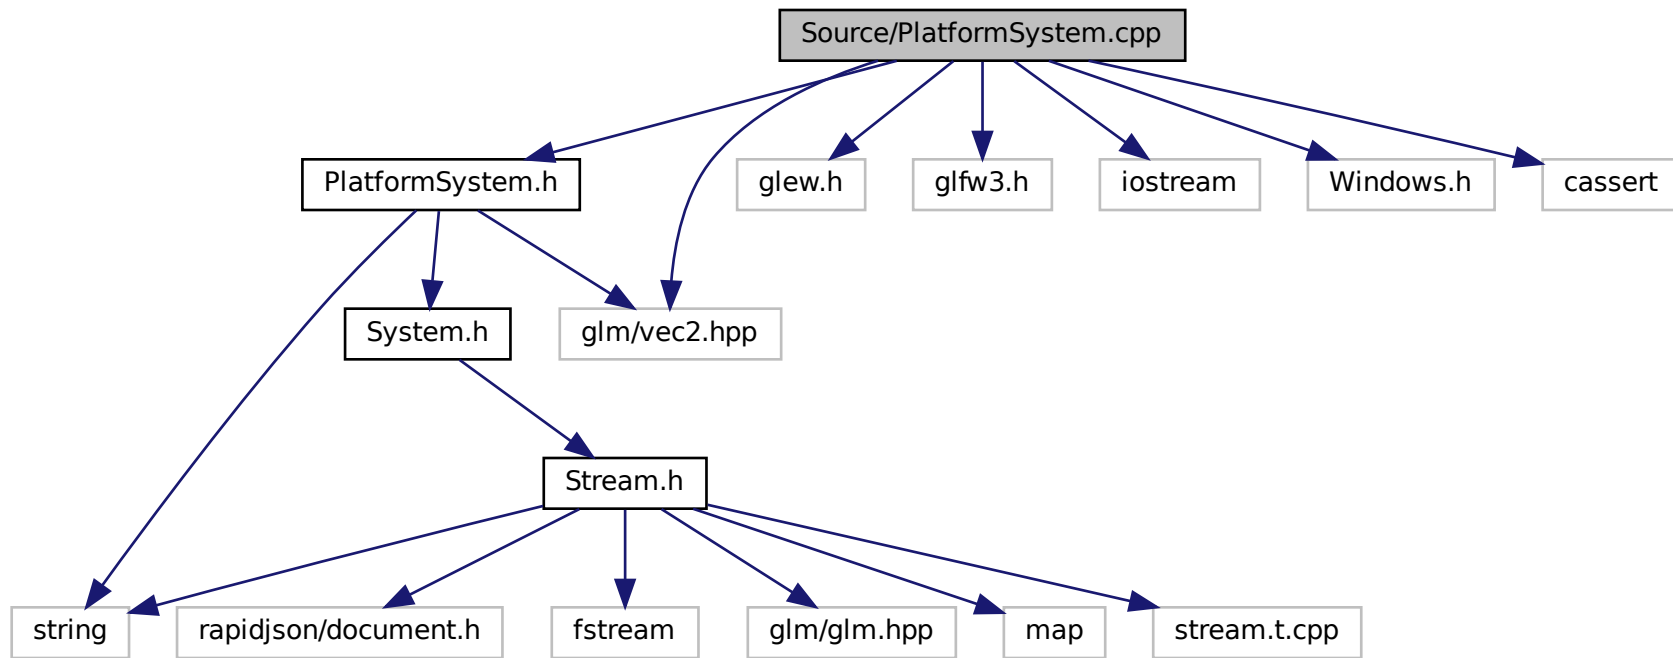 Source/PlatformSystem.cpp
PlatformSystem.h
glew.h
glfw3.h
iostream
Windows.h
cassert
System.h
glm/vec2.hpp
Stream.h
string
rapidjson/document.h
fstream
glm/glm.hpp
map
stream.t.cpp